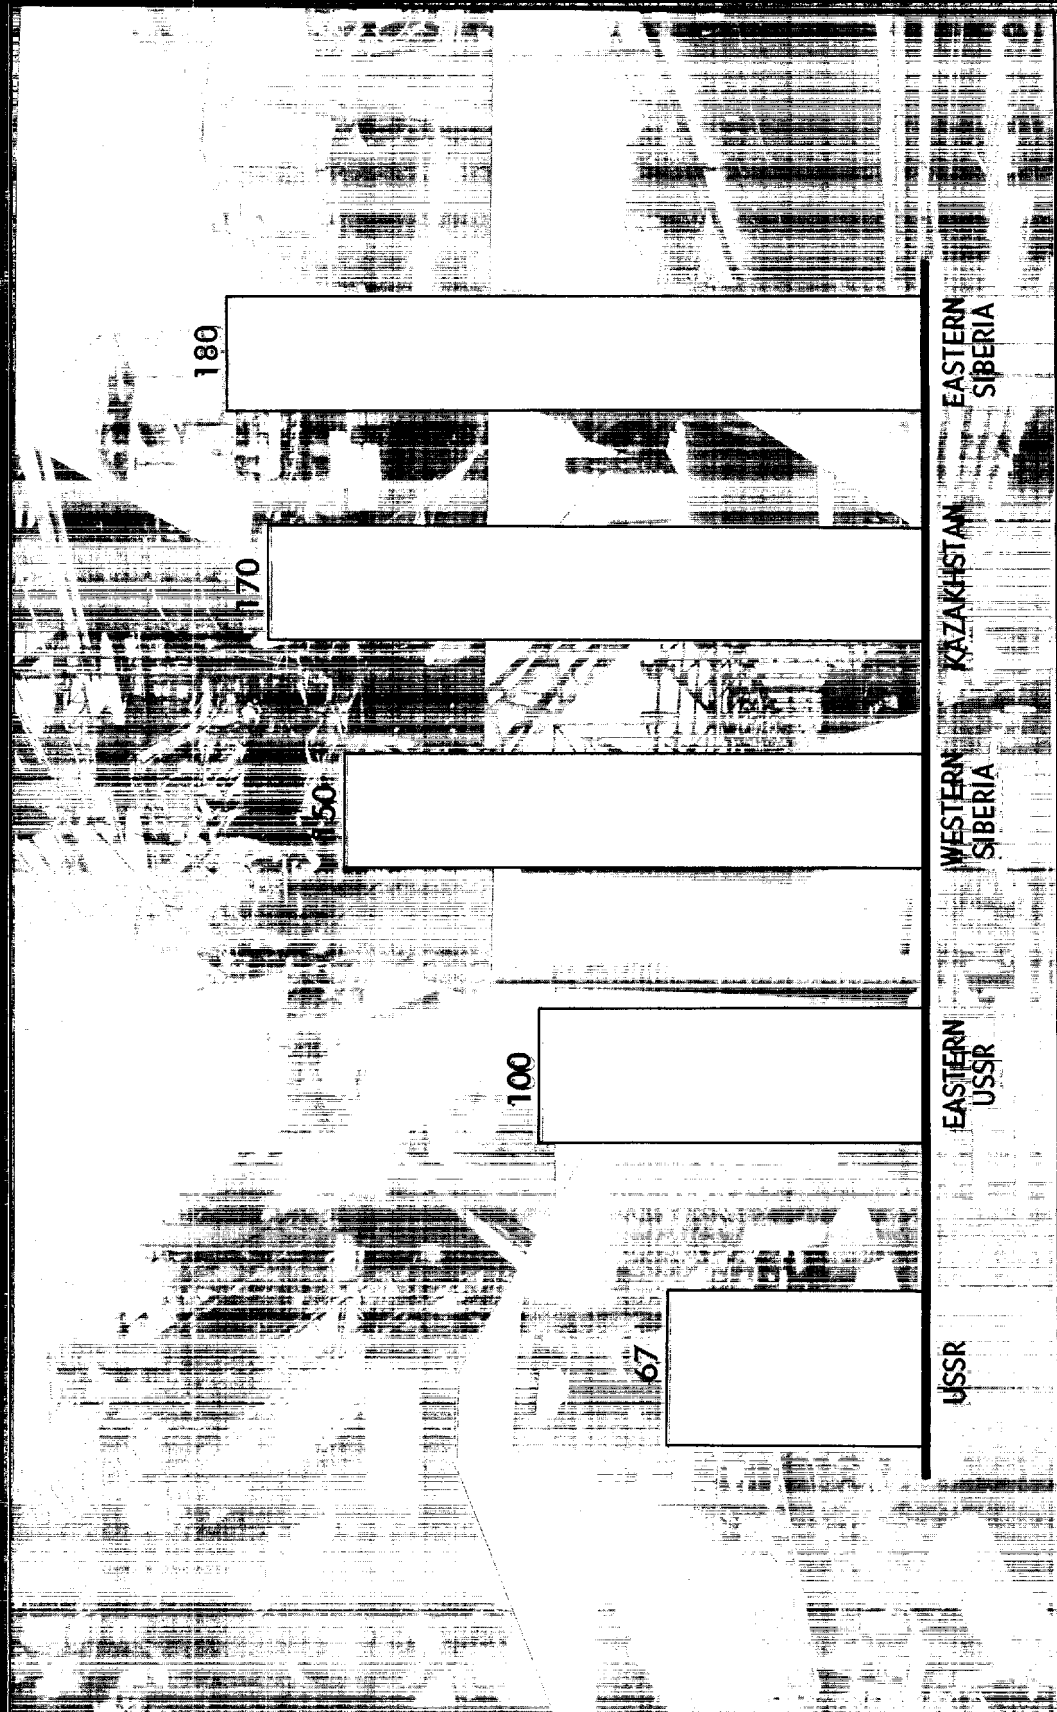 180
170
150
100
67
EASTERN
SIBERIA
KAZAKHSTAN
WESTERN
SIBERIA
EASTERN
USSR
USSR